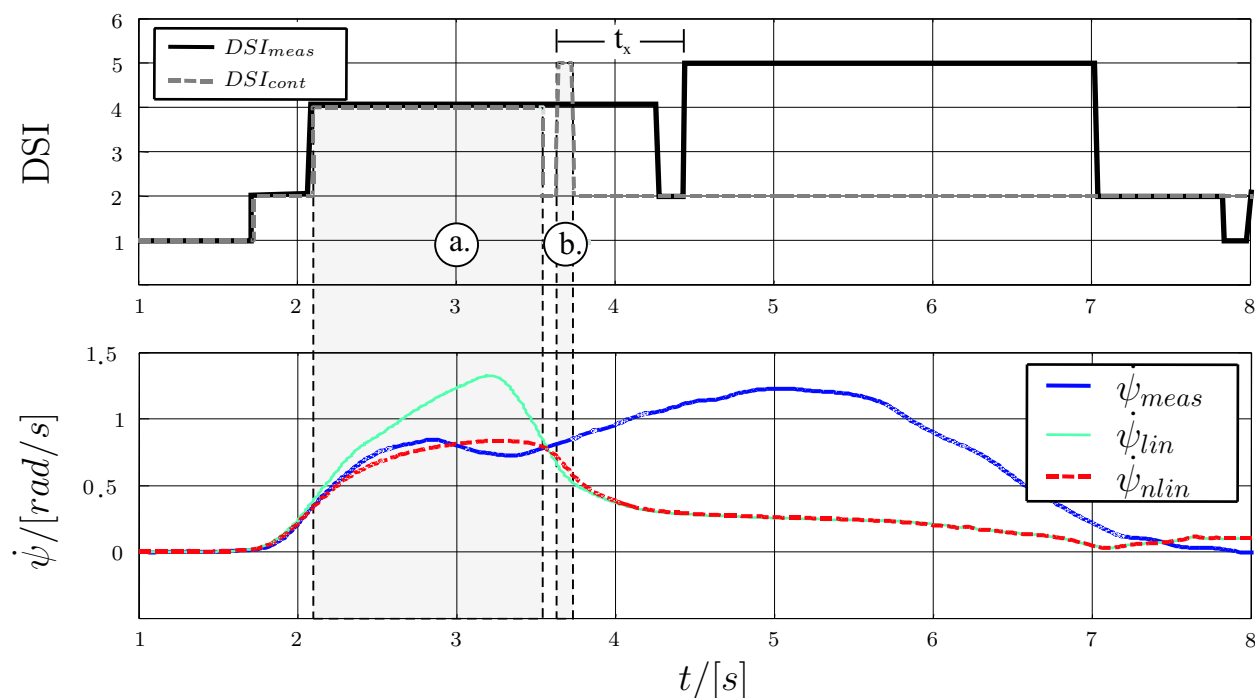 6
5
4
3
2
1
DSI
DSI_meas
DSI_cont
t_x
a.
b.
1 2 3 4 5 6 7 8
1.5
1
0.5
0
ψ̇/[rad/s]
ψ̇_meas
ψ̇_lin
ψ̇_nlin
1 2 3 4 5 6 7 8
t/[s]